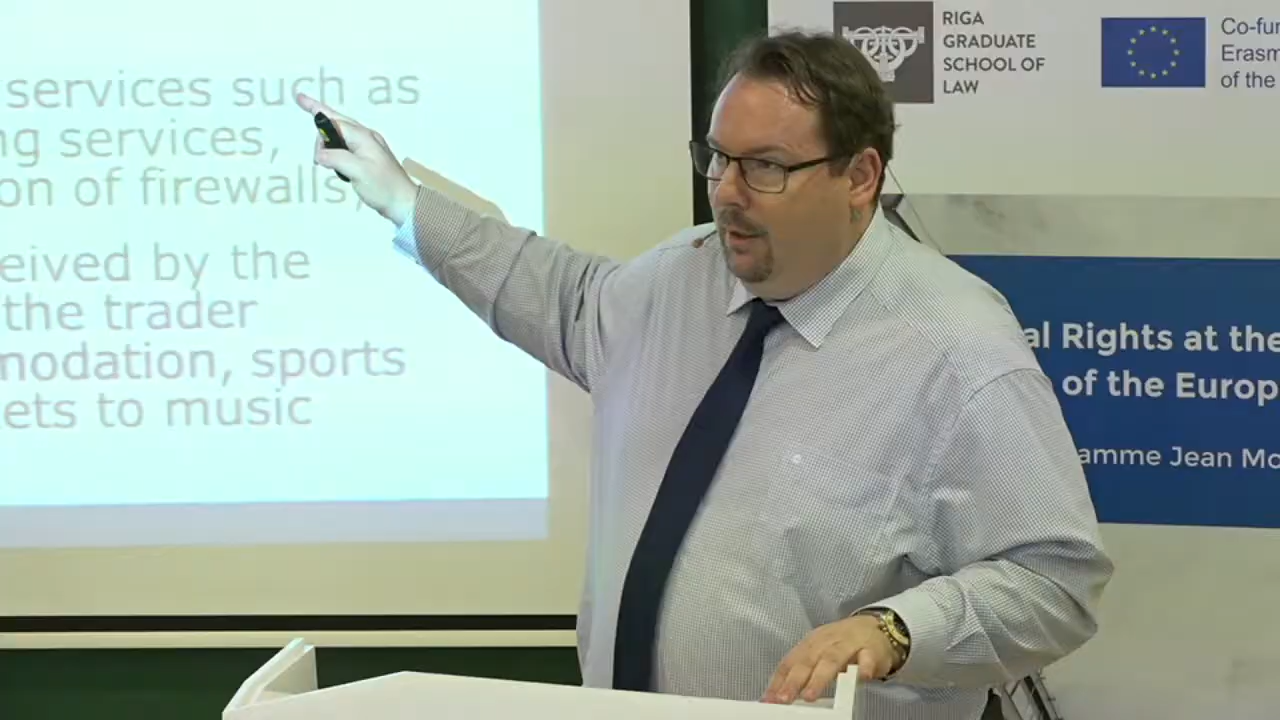 services such as
ng services,
on of firewalls,
eived by the
the trader
modation, sports
ets to music
RIGA
GRADUATE
SCHOOL OF
LAW
Co-fu
Erasm
of the
al Rights at the
of the Europ
amme Jean Mo